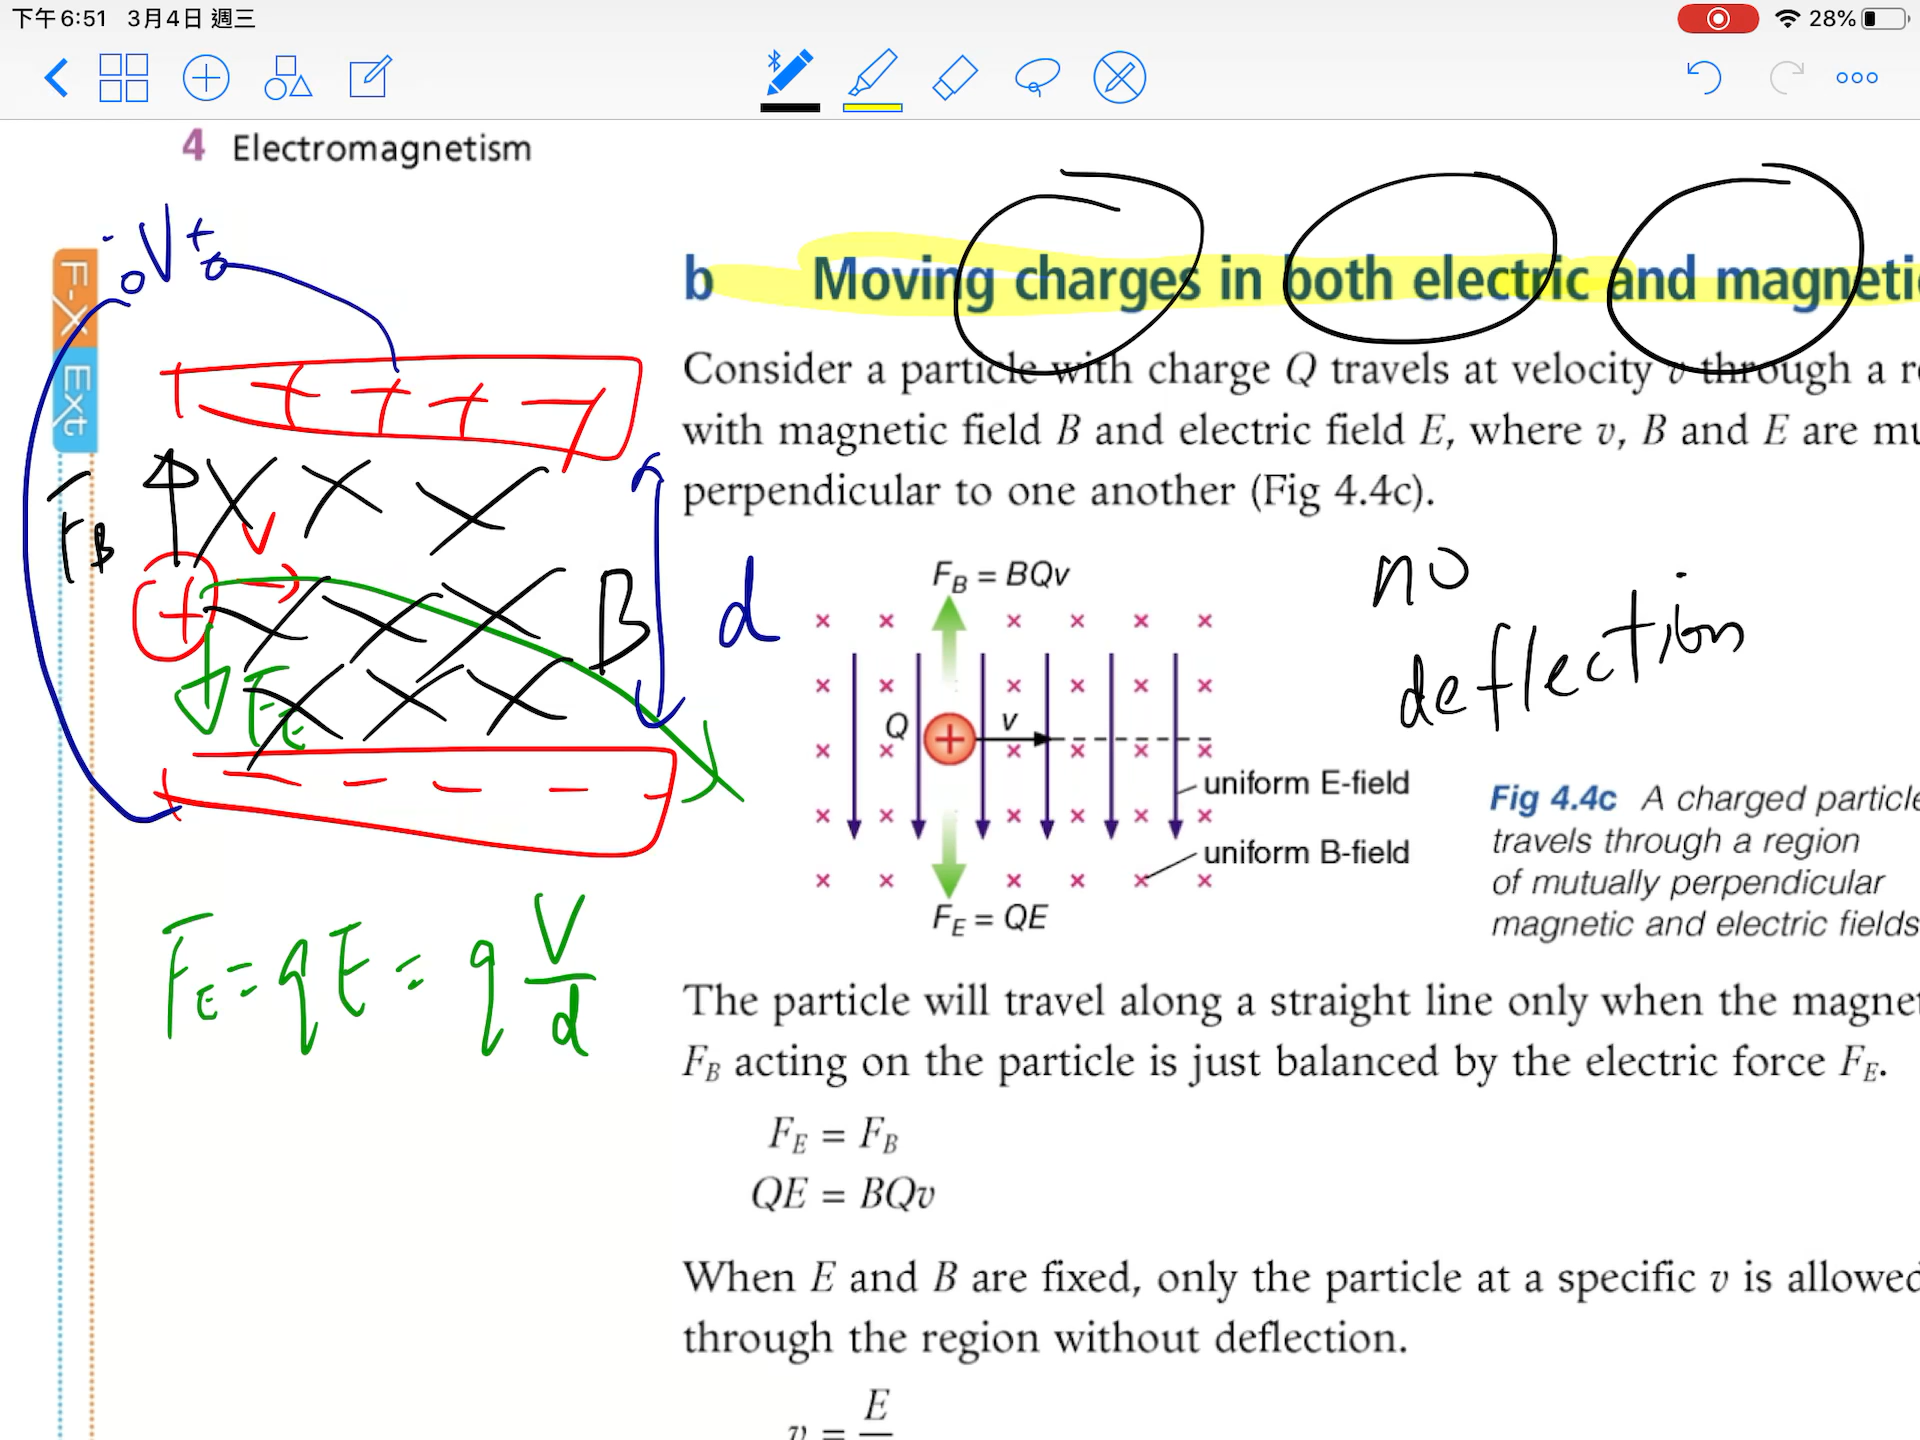 下午6:51 3月4日 週三
28%
4 Electromagnetism
F-X
Ext
- V +
+ + + + +
F_B
v
+
F_E
B
d
- - - - -
F_E = qE = q V/d
b Moving charges in both electric and magneti
Consider a particle with charge Q travels at velocity v through a r
with magnetic field B and electric field E, where v, B and E are mu
perpendicular to one another (Fig 4.4c).
F_B = BQv
Q
+
v
uniform E-field
uniform B-field
F_E = QE
no
deflection
Fig 4.4c A charged particle
travels through a region
of mutually perpendicular
magnetic and electric fields
The particle will travel along a straight line only when the magne
F_B acting on the particle is just balanced by the electric force F_E.
F_E = F_B
QE = BQv
When E and B are fixed, only the particle at a specific v is allowed
through the region without deflection.
v = E